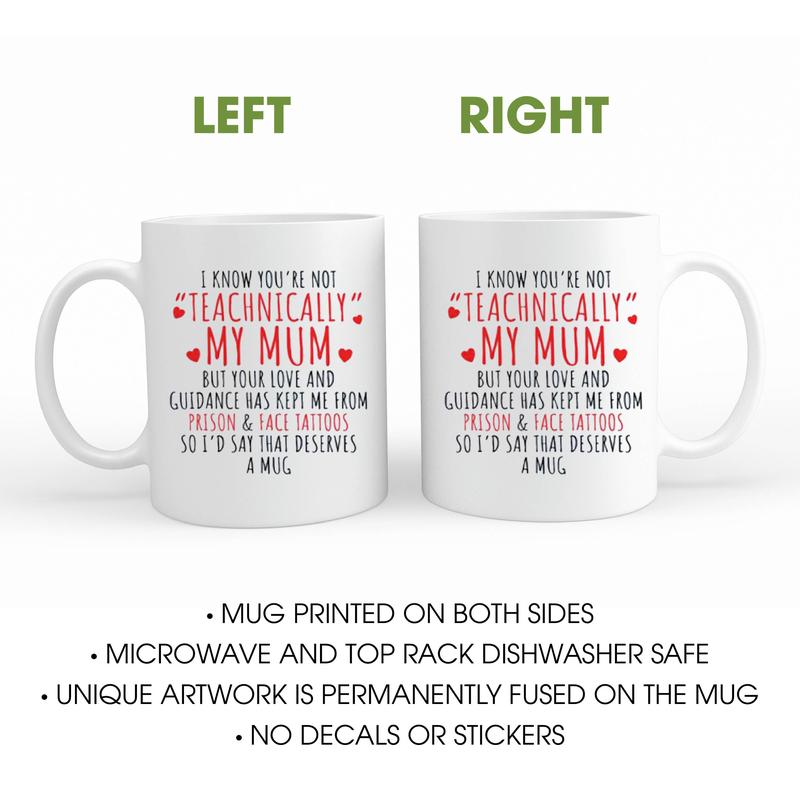 LEFT
RIGHT
I KNOW YOU'RE NOT
"TEACHNICALLY"
MY MUM
BUT YOUR LOVE AND
GUIDANCE HAS KEPT ME FROM
PRISON & FACE TATTOOS
SO I'D SAY THAT DESERVES
A MUG
I KNOW YOU'RE NOT
"TEACHNICALLY"
MY MUM
BUT YOUR LOVE AND
GUIDANCE HAS KEPT ME FROM
PRISON & FACE TATTOOS
SO I'D SAY THAT DESERVES
A MUG
• MUG PRINTED ON BOTH SIDES
• MICROWAVE AND TOP RACK DISHWASHER SAFE
• UNIQUE ARTWORK IS PERMANENTLY FUSED ON THE MUG
• NO DECALS OR STICKERS